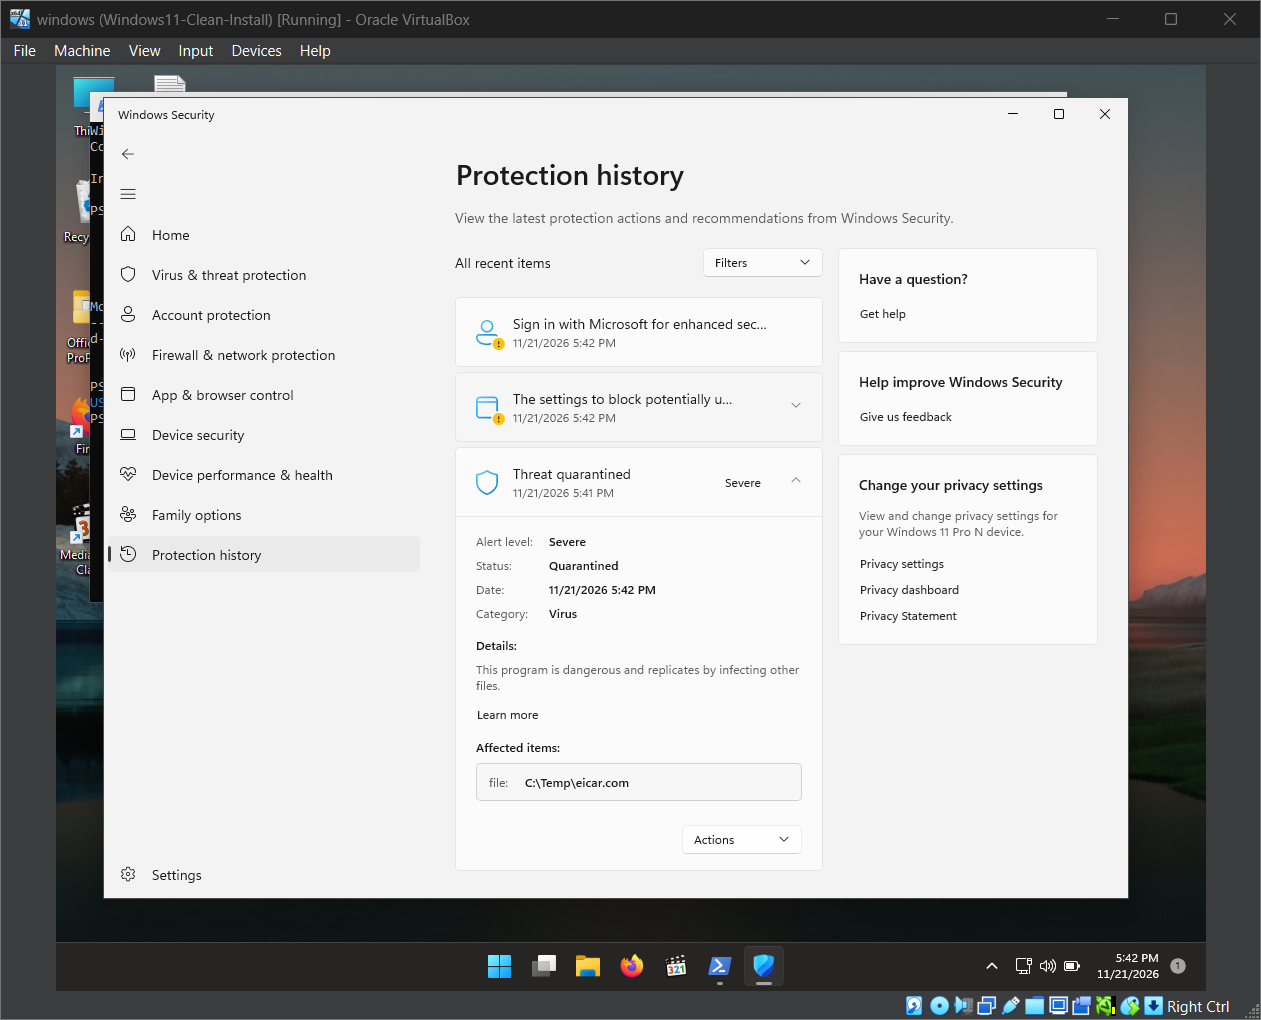 windows (Windows11-Clean-Install) [Running] - Oracle VirtualBox
File Machine View Input Devices Help
Windows Security
Home
Virus & threat protection
Account protection
Firewall & network protection
App & browser control
Device security
Device performance & health
Family options
Protection history
Settings
Protection history
View the latest protection actions and recommendations from Windows Security.
All recent items
Filters
Sign in with Microsoft for enhanced sec...
11/21/2026 5:42 PM
The settings to block potentially u...
11/21/2026 5:42 PM
Threat quarantined
11/21/2026 5:41 PM
Severe
Alert level: Severe
Status: Quarantined
Date: 11/21/2026 5:42 PM
Category: Virus
Details:
This program is dangerous and replicates by infecting other
files.
Learn more
Affected items:
file: C:\Temp\eicar.com
Actions
Have a question?
Get help
Help improve Windows Security
Give us feedback
Change your privacy settings
View and change privacy settings for
your Windows 11 Pro N device.
Privacy settings
Privacy dashboard
Privacy Statement
321
5:42 PM
11/21/2026
1
Right Ctrl